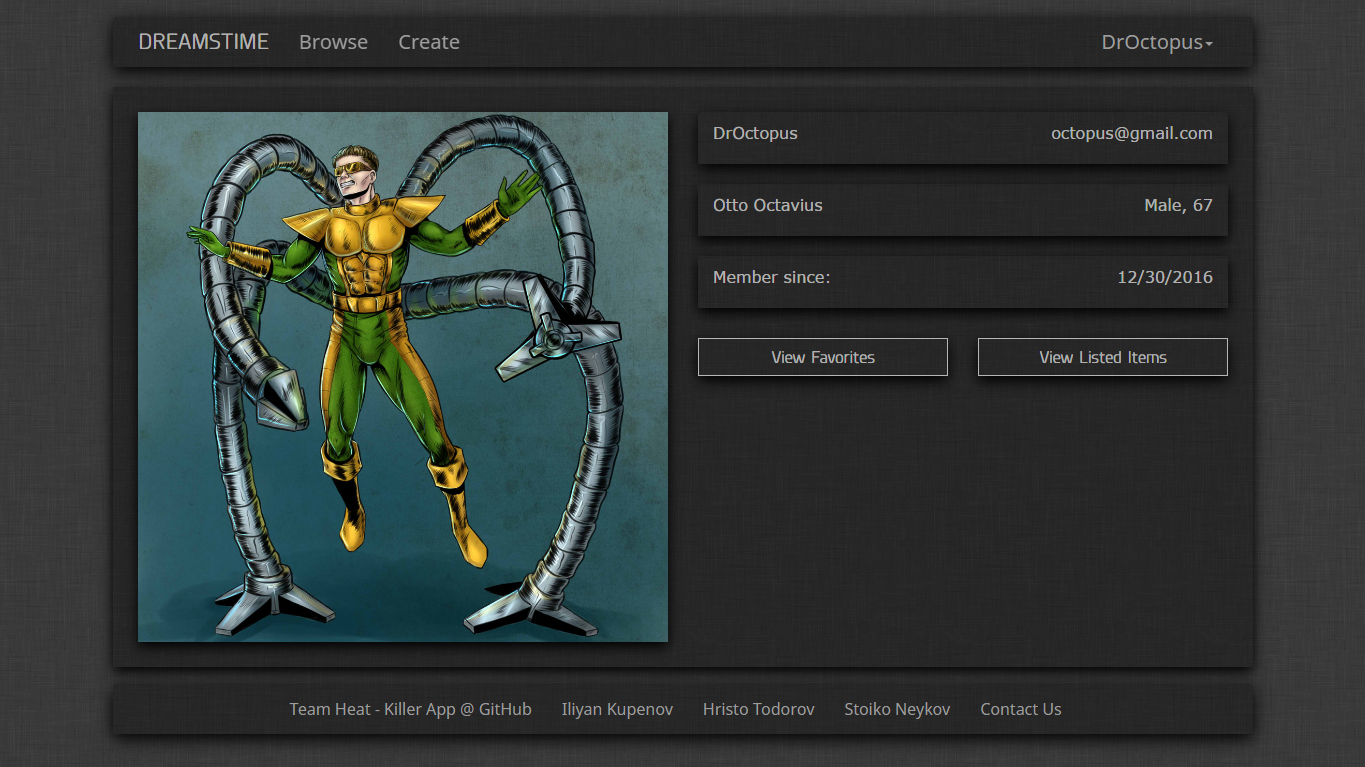 DREAMSTIME Browse Create DrOctopus
DrOctopus octopus@gmail.com
Otto Octavius Male, 67
Member since: 12/30/2016
View Favorites View Listed Items
Team Heat - Killer App @ GitHub Iliyan Kupenov Hristo Todorov Stoiko Neykov Contact Us